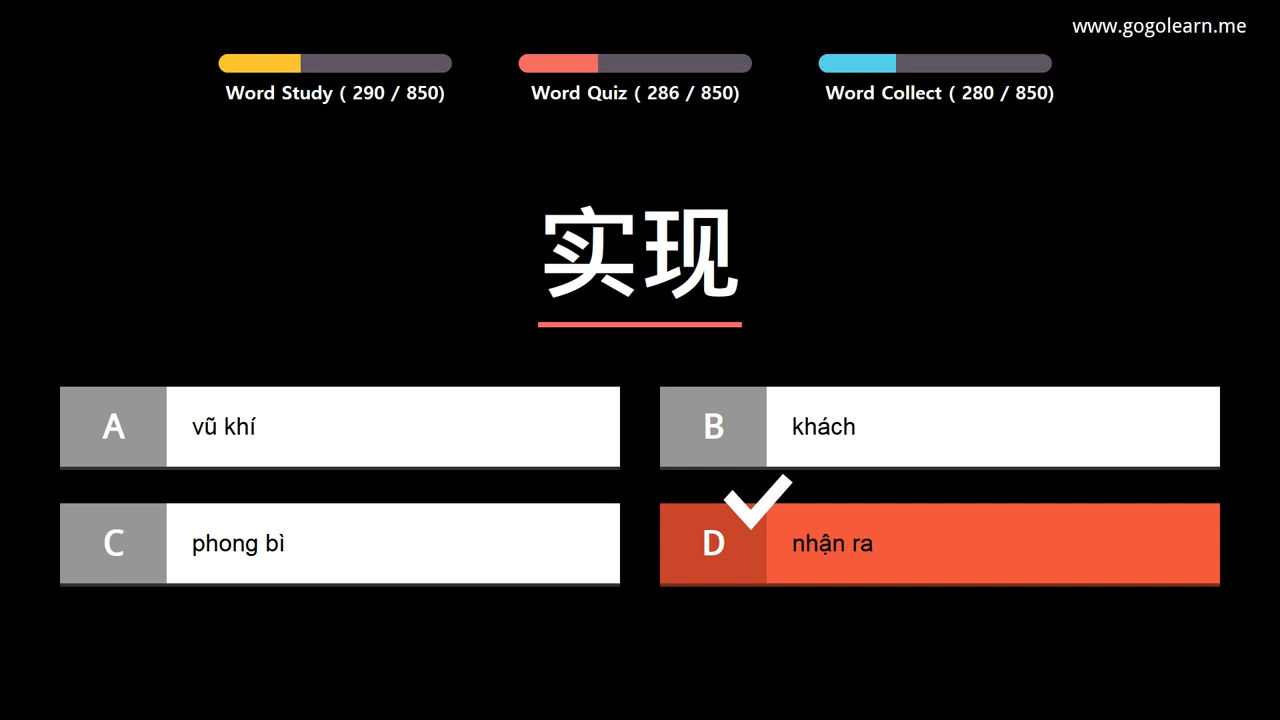 www.gogolearn.me
Word Study ( 290 / 850)
Word Quiz ( 286 / 850)
Word Collect ( 280 / 850)
实现
A
vũ khí
B
khách
C
phong bì
D
nhận ra